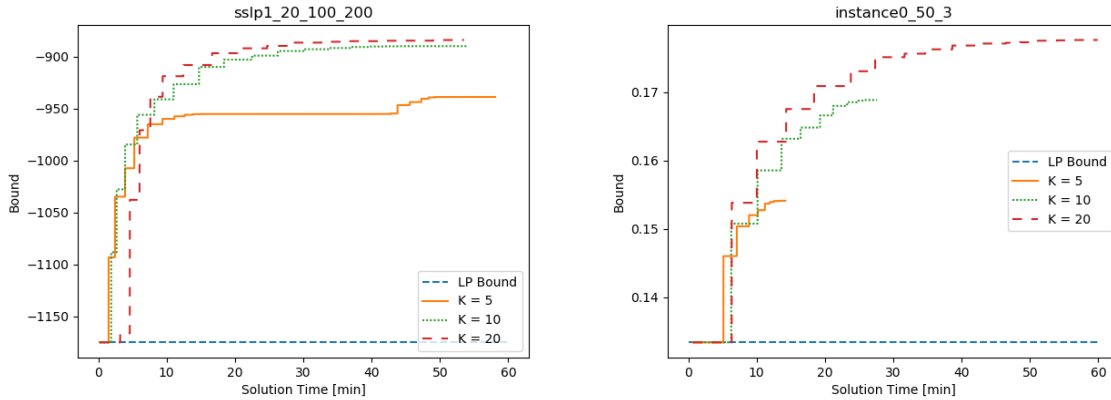 sslp1_20_100_200
−900
−950
−1000
−1050
−1100
−1150
Bound
0
10
20
30
40
50
60
Solution Time [min]
LP Bound
K = 5
K = 10
K = 20
instance0_50_3
0.17
0.16
0.15
0.14
Bound
0
10
20
30
40
50
60
Solution Time [min]
LP Bound
K = 5
K = 10
K = 20